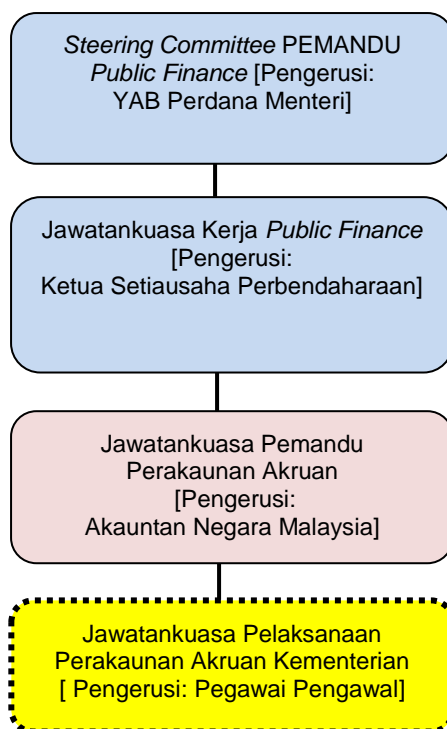 Steering Committee PEMANDU
Public Finance [Pengerusi:
YAB Perdana Menteri]
Jawatankuasa Kerja Public Finance
[Pengerusi:
Ketua Setiausaha Perbendaharaan]
Jawatankuasa Pemandu
Perakaunan Akruan
[Pengerusi:
Akauntan Negara Malaysia]
Jawatankuasa Pelaksanaan
Perakaunan Akruan Kementerian
[ Pengerusi: Pegawai Pengawal]